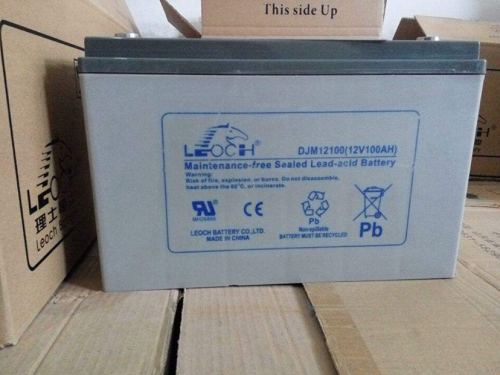 This side Up
LEOCH
DJM12100(12V100AH)
Maintenance-free Sealed Lead-acid Battery
Warning:
Risk of fire, explosion, or burns. Do not disassemble,
heat above the 60°C, or incinerate.
CE
Pb
Pb
Non-spillable
LEOCH BATTERY CO.,LTD.
BATTERY MUST BE RECYCLED
MADE IN CHINA
LEOCH
理士
Leoch